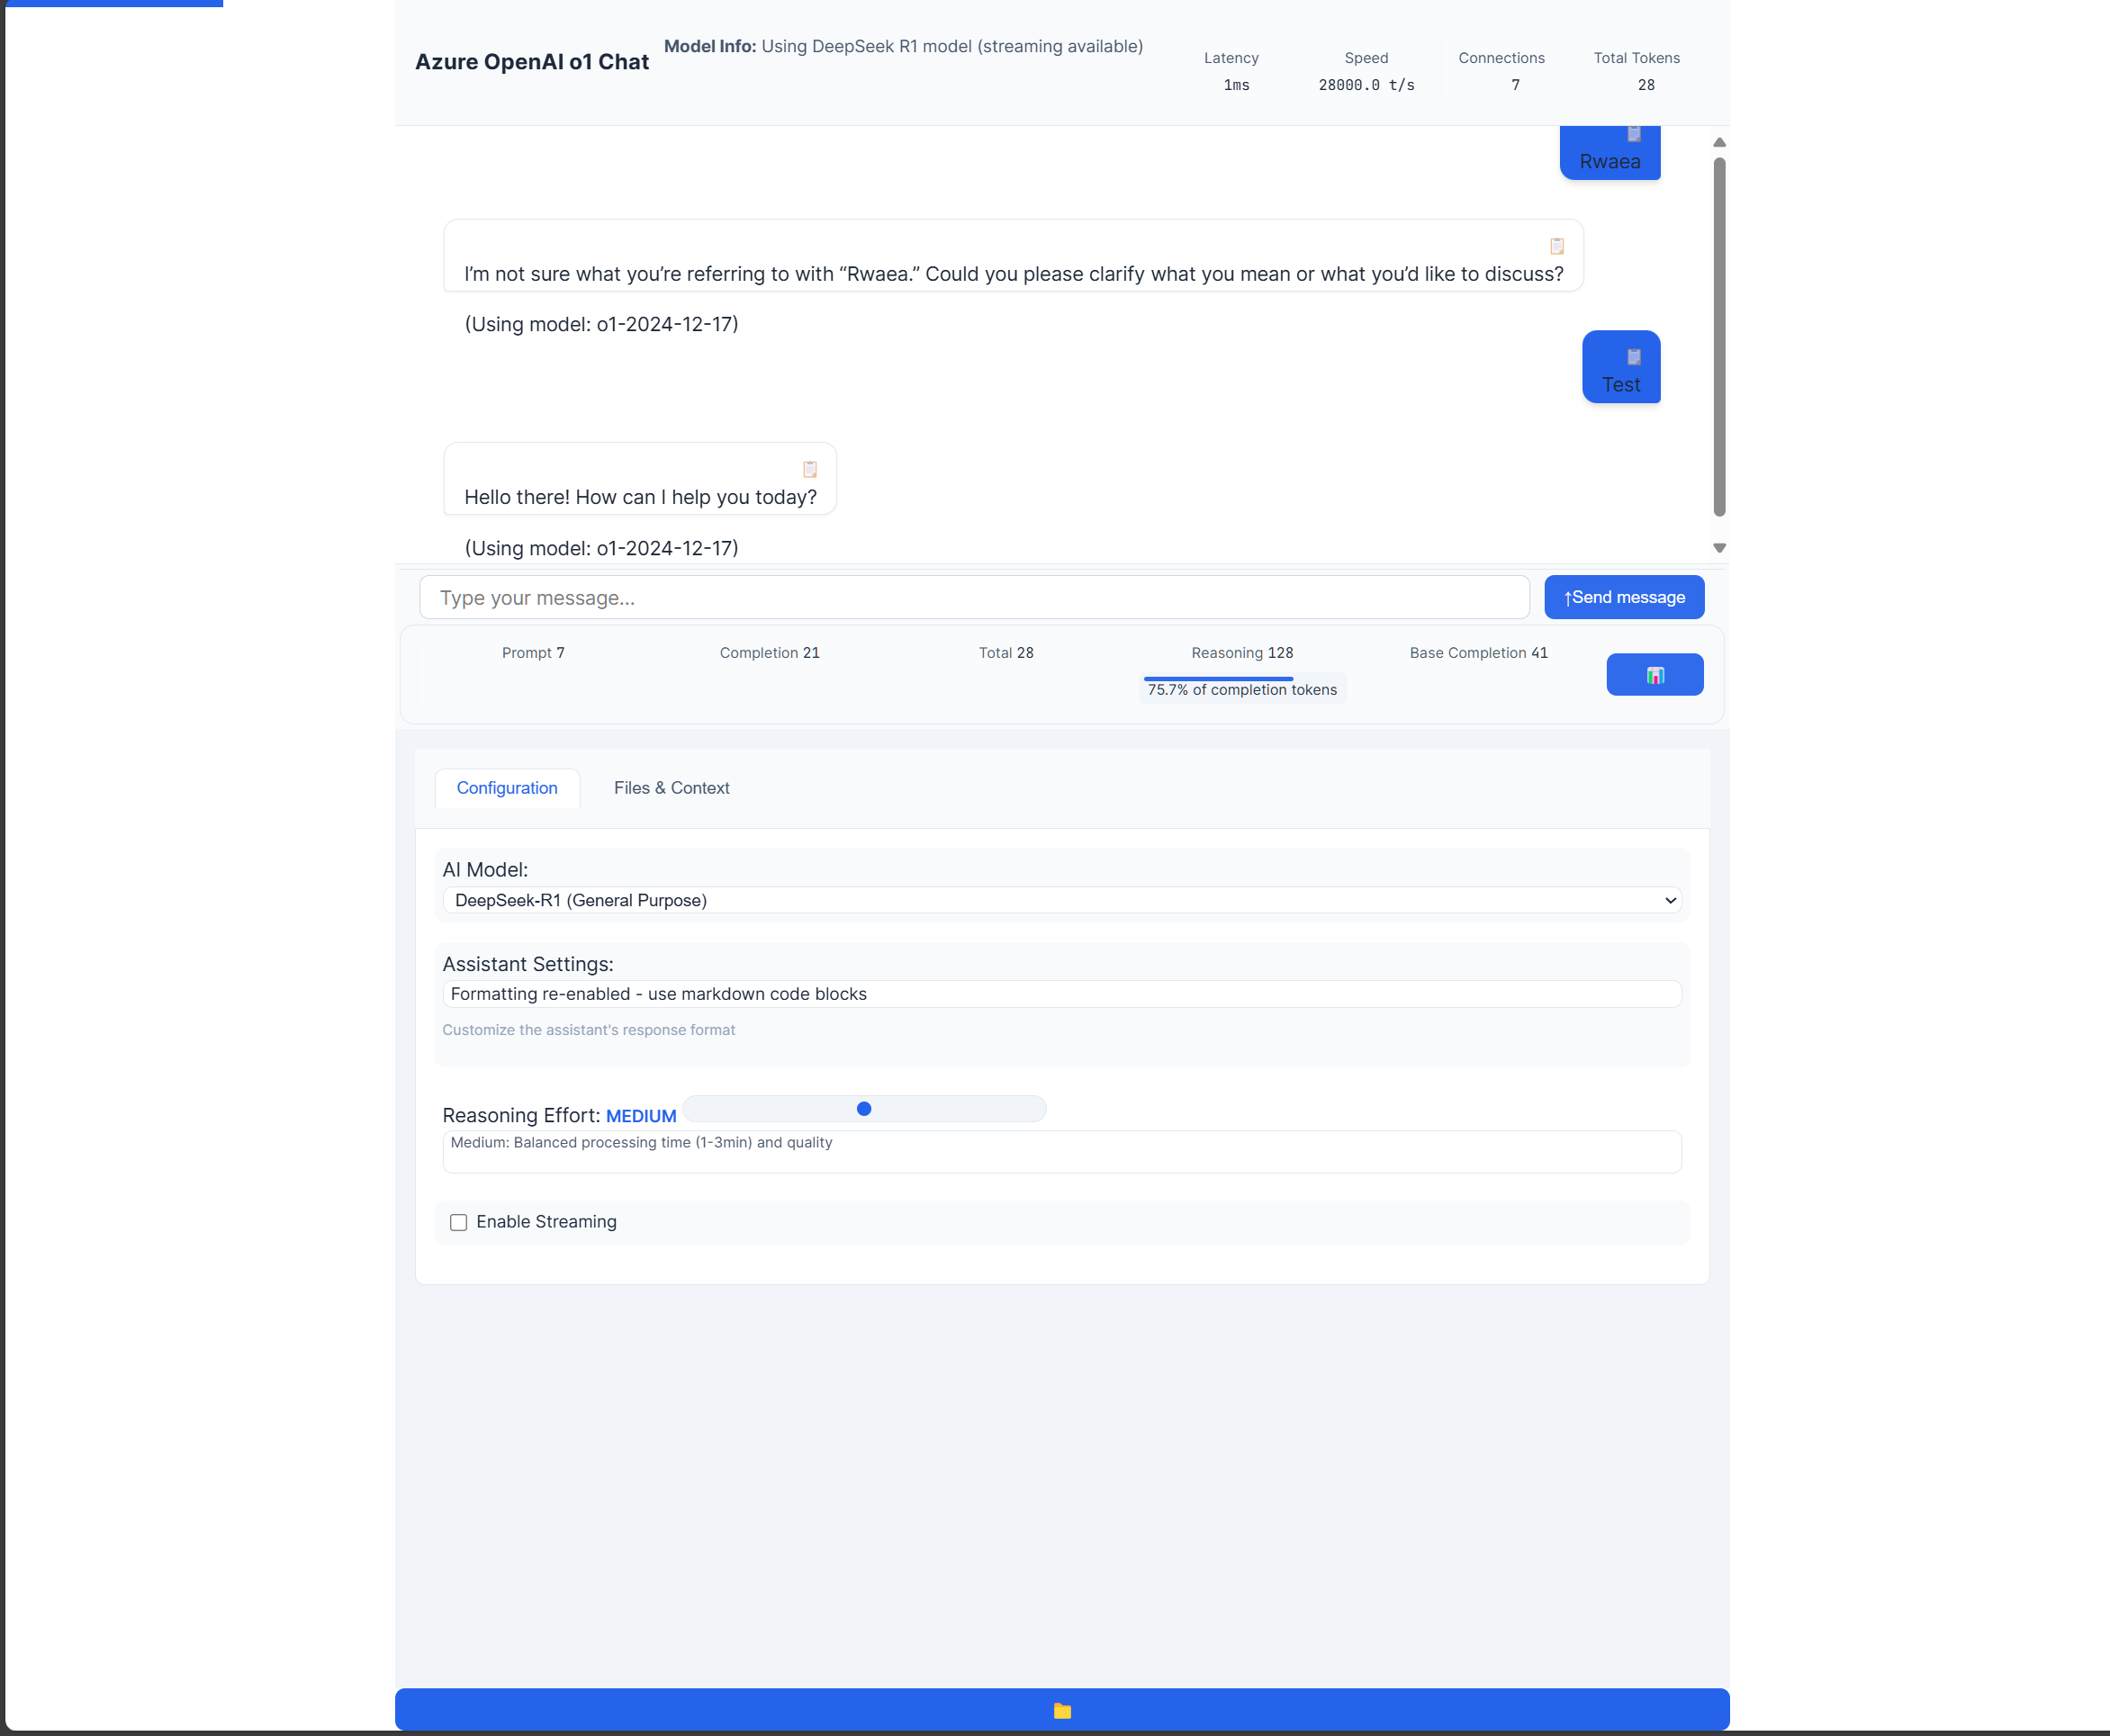 Azure OpenAI o1 Chat
Model Info: Using DeepSeek R1 model (streaming available)
Latency
1ms
Speed
28000.0 t/s
Connections
7
Total Tokens
28
Rwaea
I’m not sure what you’re referring to with “Rwaea.” Could you please clarify what you mean or what you’d like to discuss?
(Using model: o1-2024-12-17)
Test
Hello there! How can I help you today?
(Using model: o1-2024-12-17)
Type your message...
↑Send message
Prompt 7
Completion 21
Total 28
Reasoning 128
75.7% of completion tokens
Base Completion 41
Configuration
Files & Context
AI Model:
DeepSeek-R1 (General Purpose)
Assistant Settings:
Formatting re-enabled - use markdown code blocks
Customize the assistant's response format
Reasoning Effort: MEDIUM
Medium: Balanced processing time (1-3min) and quality
Enable Streaming